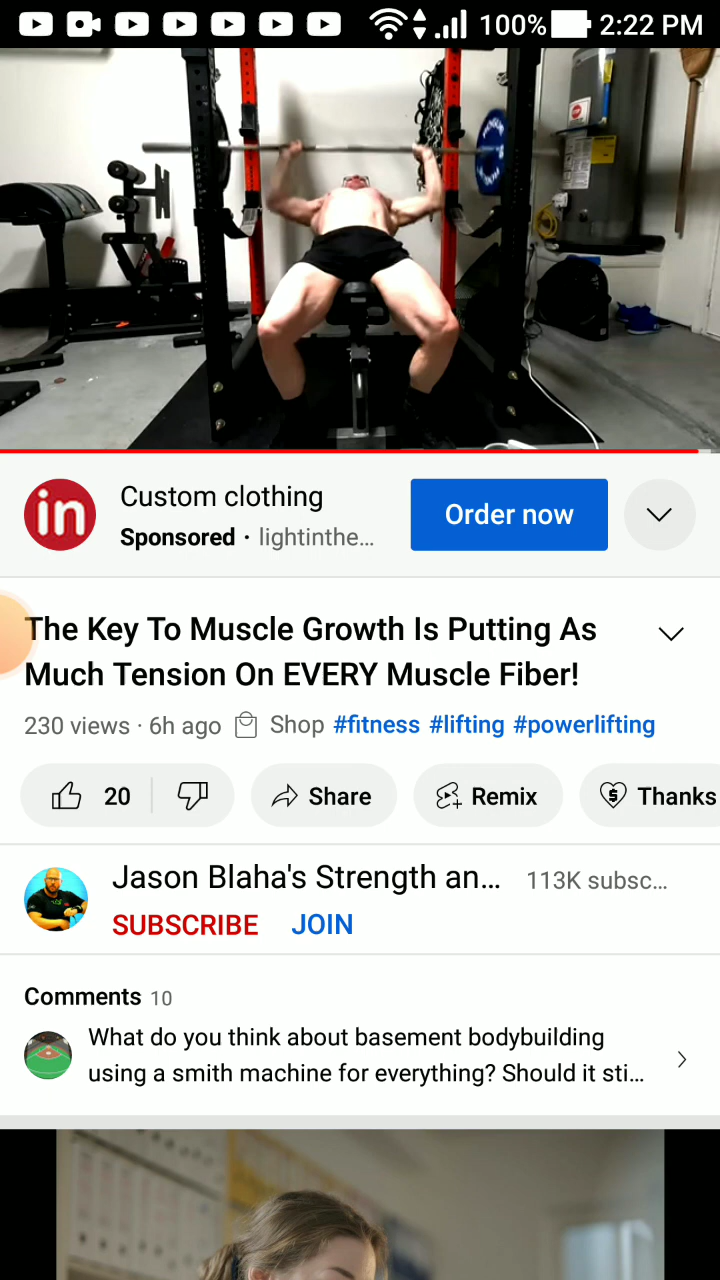 100% 2:22 PM
in
Custom clothing
Order now
Sponsored · lightinthe...
The Key To Muscle Growth Is Putting As
Much Tension On EVERY Muscle Fiber!
230 views · 6h ago Shop #fitness #lifting #powerlifting
20 Share Remix Thanks
Jason Blaha's Strength an... 113K subsc...
SUBSCRIBE JOIN
Comments 10
What do you think about basement bodybuilding
using a smith machine for everything? Should it sti...